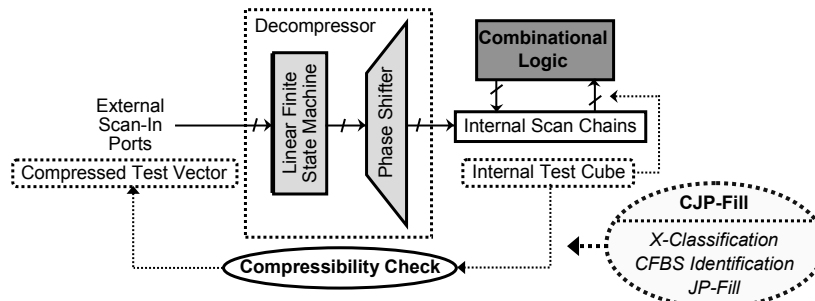 Decompressor
Combinational
Logic
External
Scan-In
Ports
Linear Finite
State Machine
Phase Shifter
Internal Scan Chains
Compressed Test Vector
Internal Test Cube
CJP-Fill
X-Classification
CFBS Identification
JP-Fill
Compressibility Check